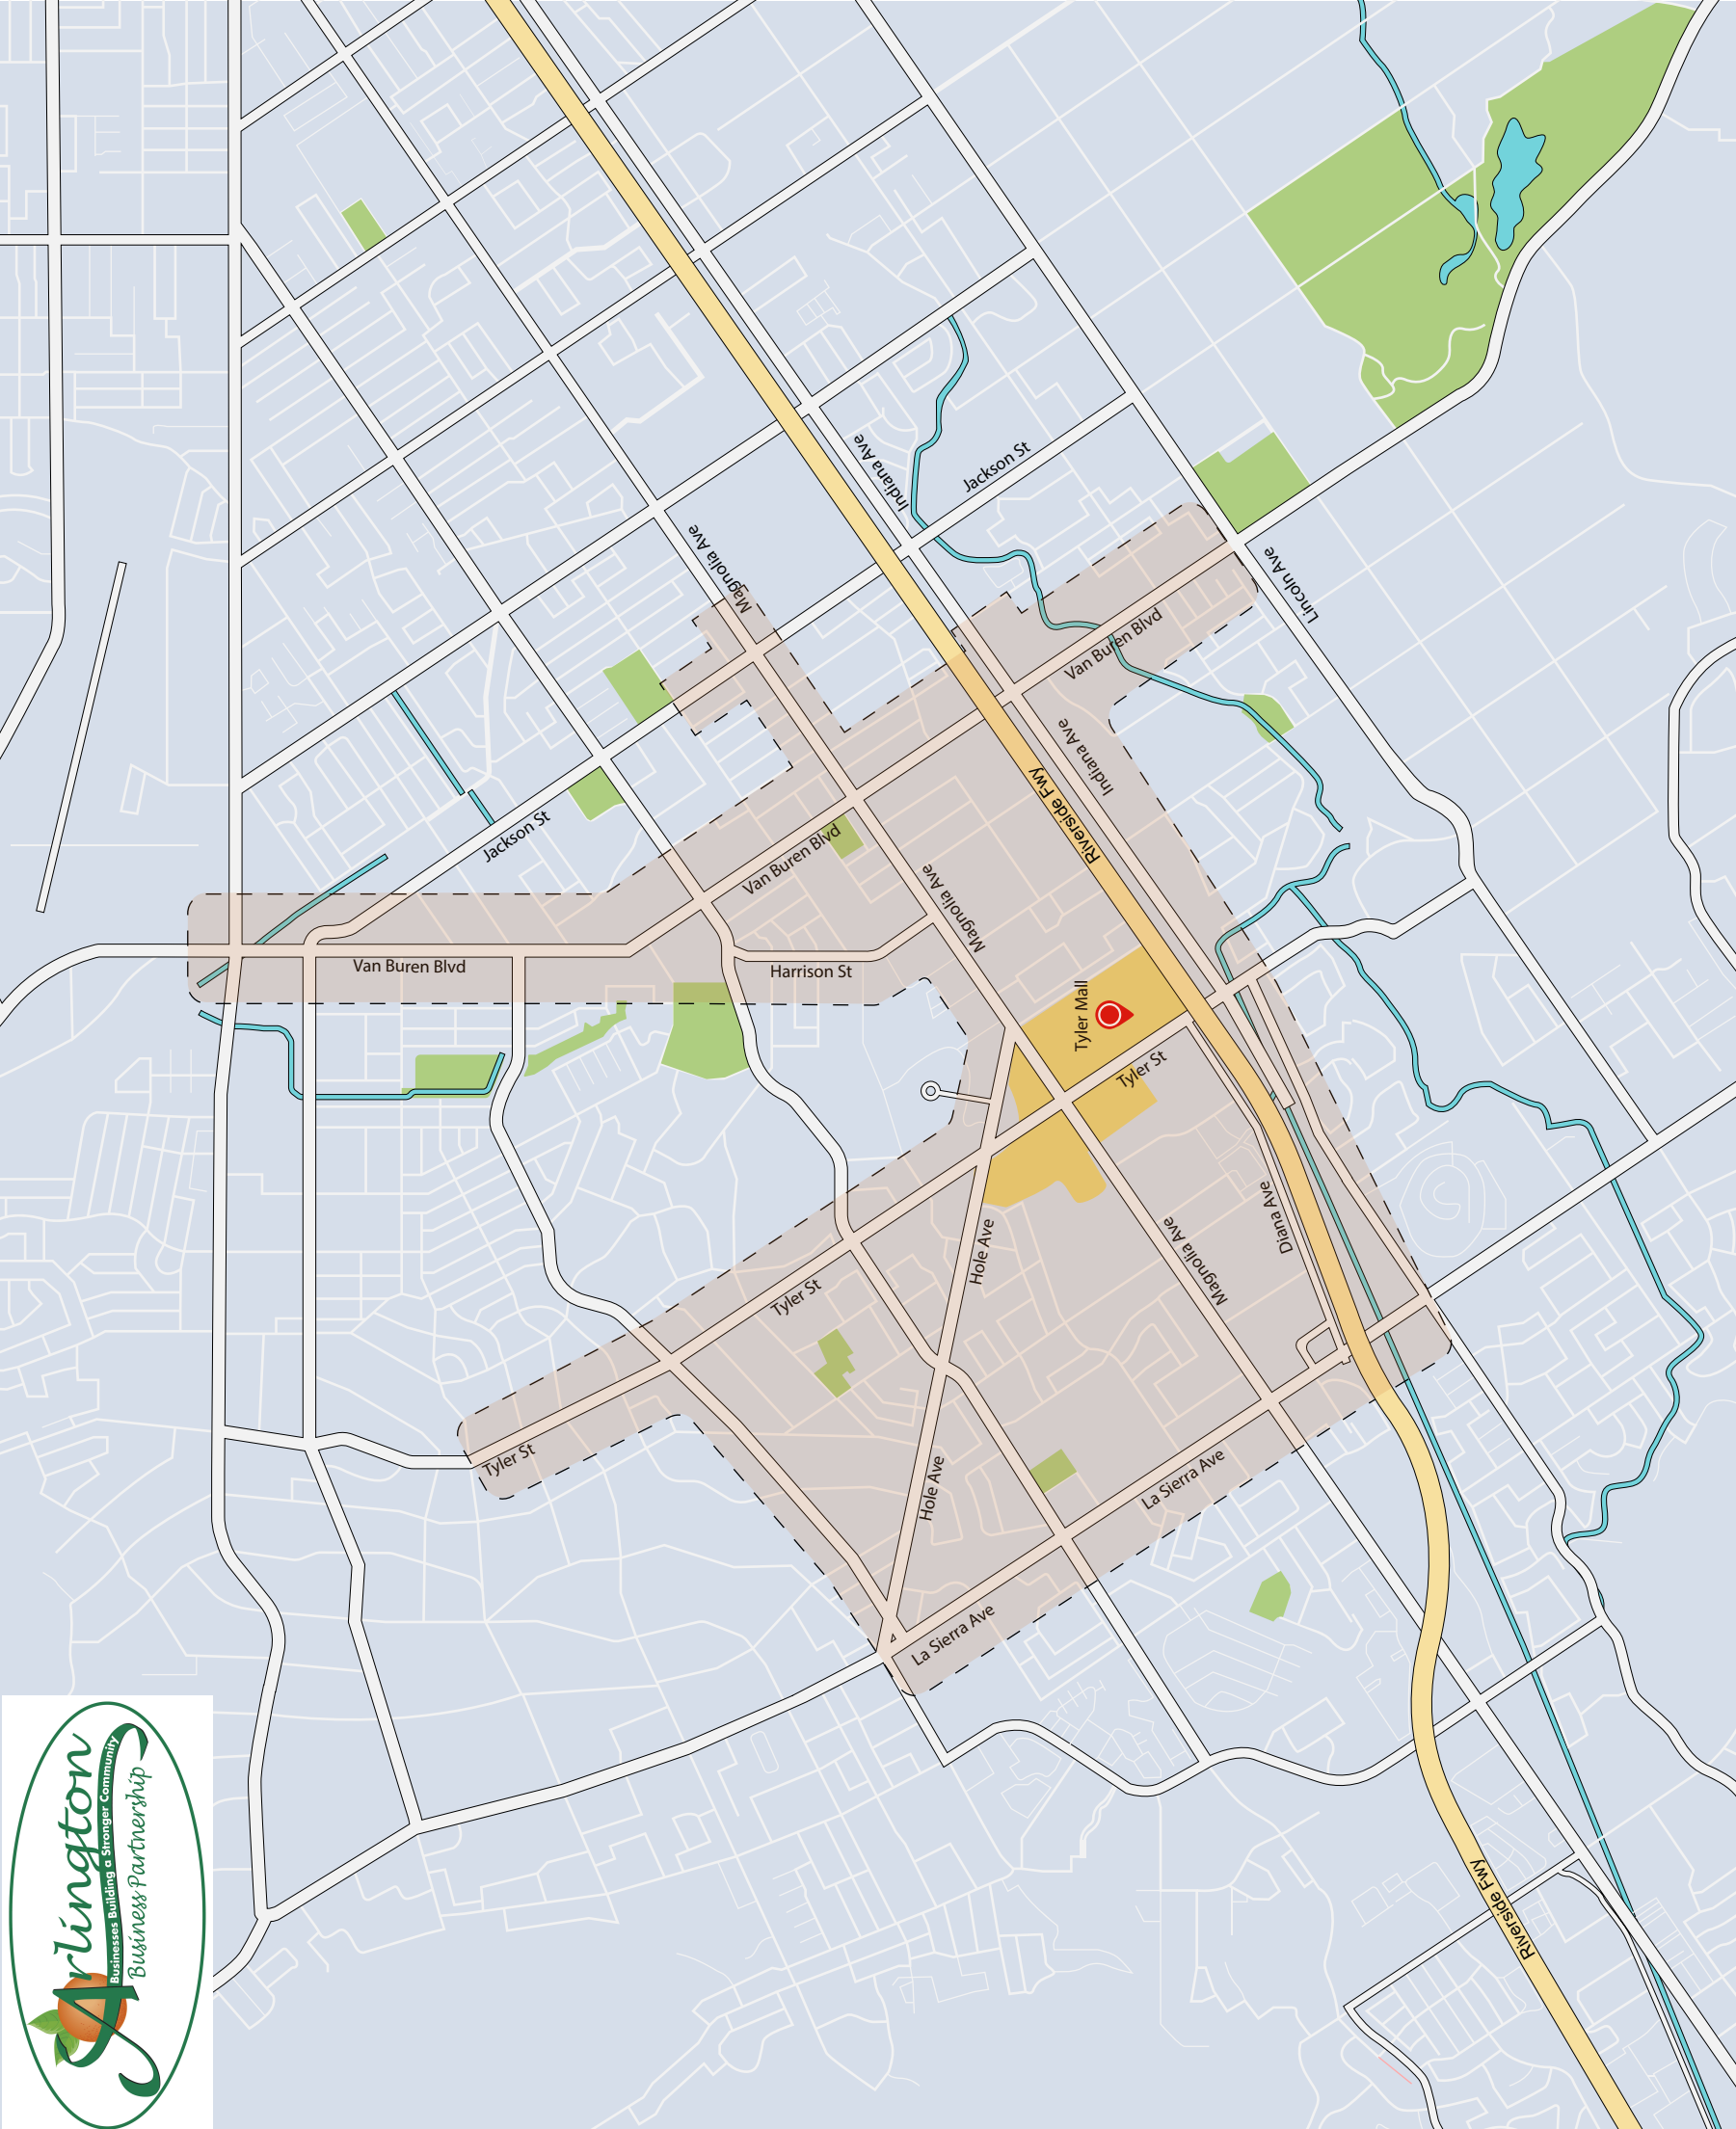 Indiana Ave
Jackson St
Magnolia Ave
Lincoln Ave
Van Buren Blvd
Indiana Ave
Riverside Fwy
Jackson St
Van Buren Blvd
Magnolia Ave
Van Buren Blvd
Harrison St
Tyler Mall
Tyler St
Diana Ave
Magnolia Ave
Hole Ave
Tyler St
Tyler St
Hole Ave
La Sierra Ave
La Sierra Ave
Riverside Fwy
Arlington
Businesses Building a Stronger Community
Business Partnership